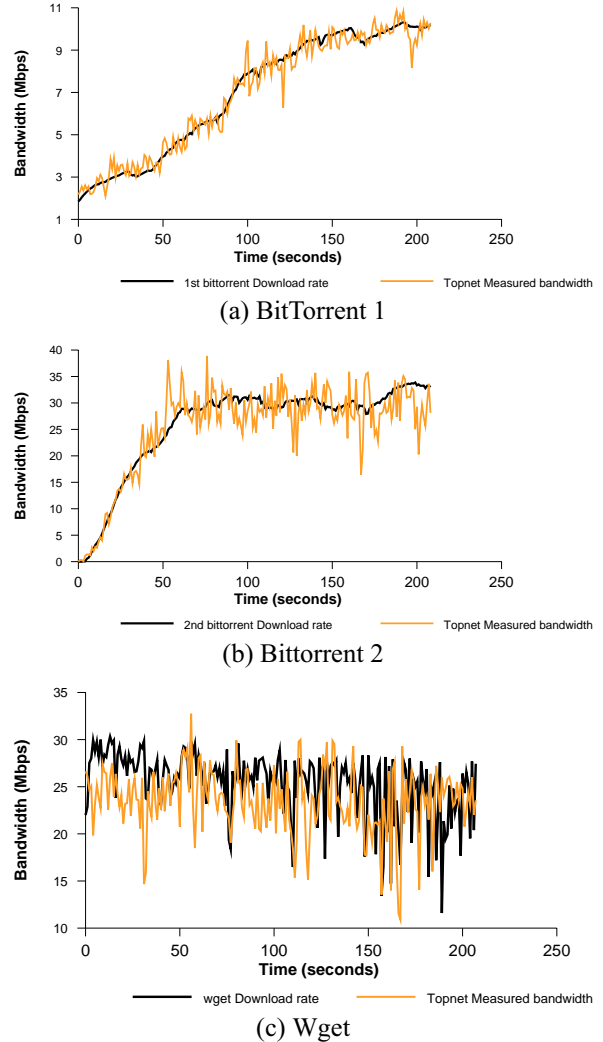 11
9
7
5
3
1
Bandwidth (Mbps)
0 50 100 150 200 250
Time (seconds)
1st bittorrent Download rate Topnet Measured bandwidth
(a) BitTorrent 1
40
35
30
25
20
15
10
5
0
Bandwidth (Mbps)
0 50 100 150 200 250
Time (seconds)
2nd bittorrent Download rate Topnet Measured bandwidth
(b) Bittorrent 2
35
30
25
20
15
10
Bandwidth (Mbps)
0 50 100 150 200 250
Time (seconds)
wget Download rate Topnet Measured bandwidth
(c) Wget